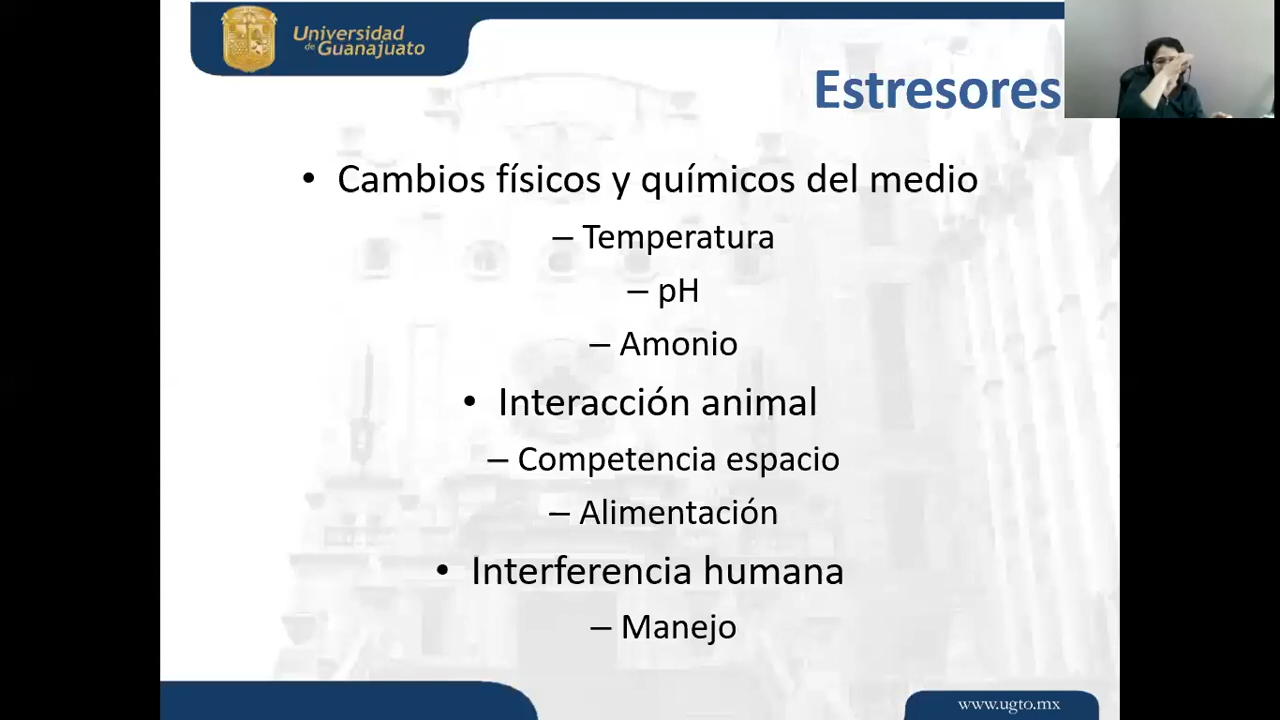 Universidad
de Guanajuato
Estresores
• Cambios físicos y químicos del medio
– Temperatura
– pH
– Amonio
• Interacción animal
– Competencia espacio
– Alimentación
• Interferencia humana
– Manejo
www.ugto.mx